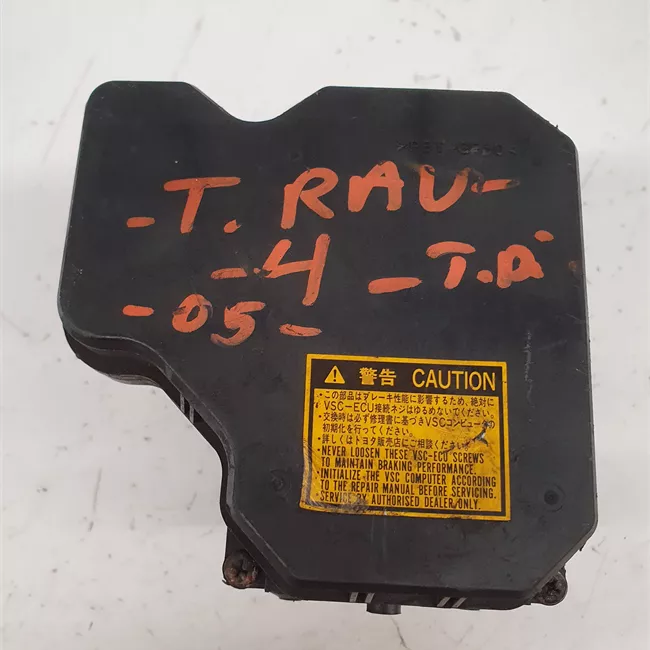 -T. RAV-
-.4 -T.D.
-05-
警告 CAUTION
・この部品はブレーキ性能に影響するため、絶対に
VSC-ECU接続ネジはゆるめないでください。
・交換時は必ず修理書に基づきVSCコンピュータの
初期化を行ってください。
・詳しくはトヨタ販売店にご相談ください。
・NEVER LOOSEN THESE VSC-ECU SCREWS
TO MAINTAIN BRAKING PERFORMANCE.
・INITIALIZE THE VSC COMPUTER ACCORDING
TO THE REPAIR MANUAL BEFORE SERVICING.
SERVICE BY AUTHORISED DEALER ONLY.